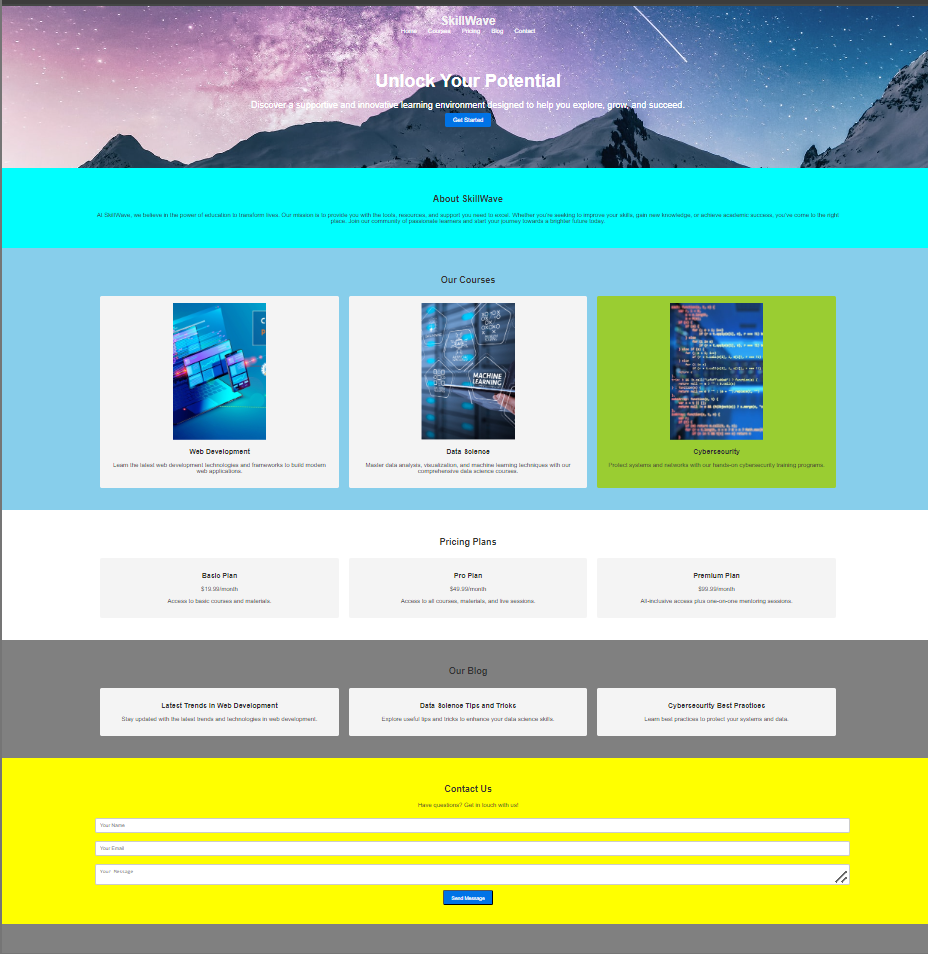 SkillWave
Home Courses Pricing Blog Contact
Unlock Your Potential
Discover a supportive and innovative learning environment designed to help you explore, grow, and succeed.
Get Started
About SkillWave
At SkillWave, we believe in the power of education to transform lives. Our mission is to provide you with the tools, resources, and support you need to excel. Whether you're seeking to improve your skills, gain new knowledge, or achieve academic success, you've come to the right
place. Join our community of passionate learners and start your journey towards a brighter future today.
Our Courses
MACHINE
LEARNING
Web Development
Data Science
Cybersecurity
Learn the latest web development technologies and frameworks to build modern
web applications.
Master data analysis, visualization, and machine learning techniques with our
comprehensive data science courses.
Protect systems and networks with our hands-on cybersecurity training programs.
Pricing Plans
Basic Plan
$19.99/month
Access to basic courses and materials.
Pro Plan
$49.99/month
Access to all courses, materials, and live sessions.
Premium Plan
$99.99/month
All-inclusive access plus one-on-one mentoring sessions.
Our Blog
Latest Trends in Web Development
Stay updated with the latest trends and technologies in web development.
Data Science Tips and Tricks
Explore useful tips and tricks to enhance your data science skills.
Cybersecurity Best Practices
Learn best practices to protect your systems and data.
Contact Us
Have questions? Get in touch with us!
Your Name
Your Email
Your Message
Send Message